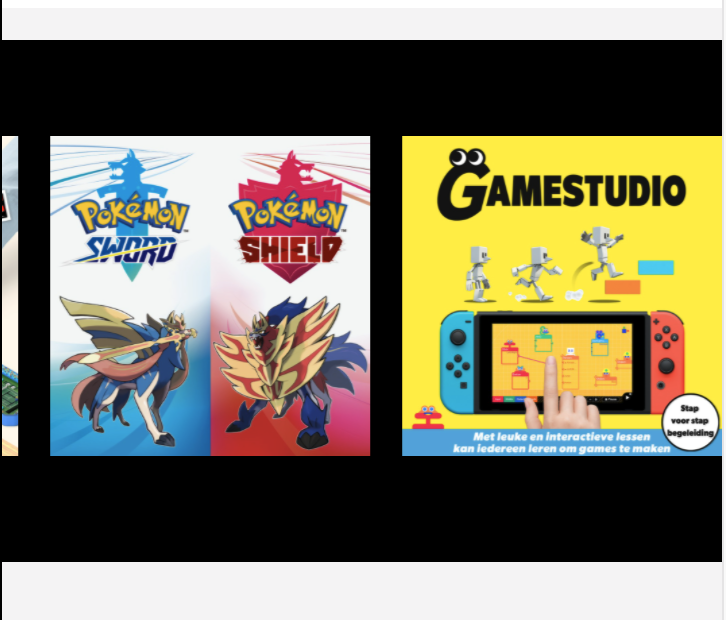 POKÉMON
SWORD
POKÉMON
SHIELD
GAMESTUDIO
Stap
voor stap
begeleiding
Met leuke en interactieve lessen
kan iedereen leren om games te maken